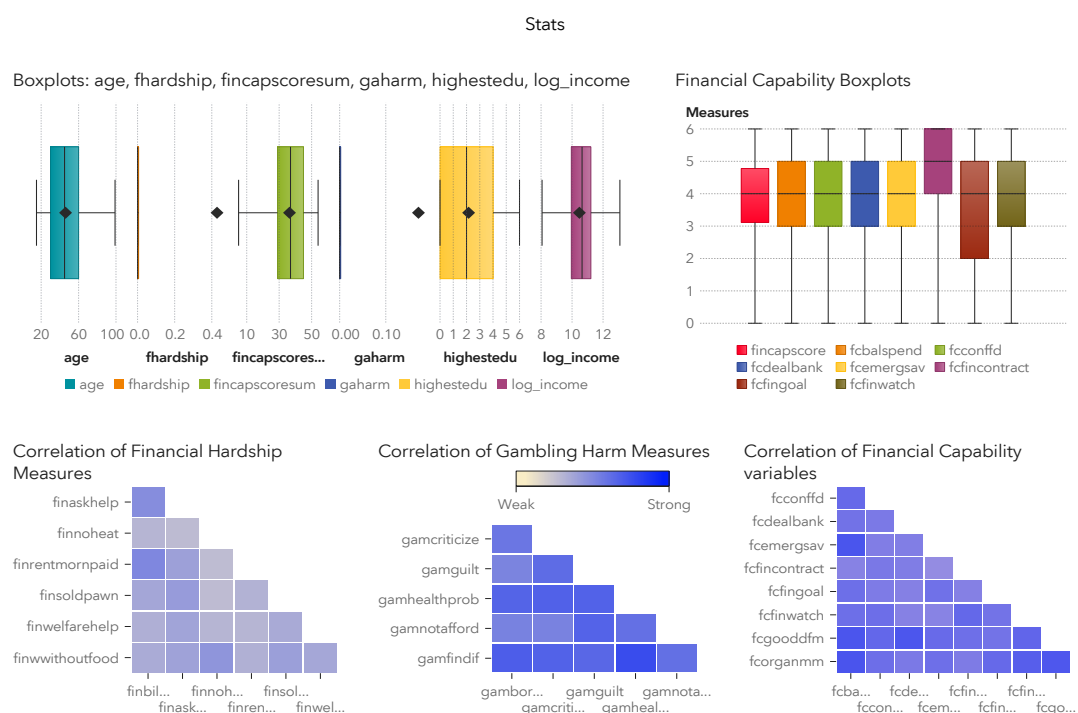 Stats
Boxplots: age, fhardship, fincapscoresum, gaharm, highestedu, log_income
20 60 100 0.0 0.2 0.4 10 30 50 0.00 0.10 0 1 2 3 4 5 6 8 10 12
age fhardship fincapscores... gaharm highestedu log_income
age fhardship fincapscoresum gaharm highestedu log_income
Financial Capability Boxplots
Measures
6
5
4
3
2
1
0
fincapscore fcbalspend fcconffd
fcdealbank fcemergsav fcfincontract
fcfingoal fcfinwatch
Correlation of Financial Hardship
Measures
finaskhelp
finnoheat
finrentmornpaid
finsoldpawn
finwelfarehelp
finwwithoutfood
finbil... finnoh... finsol...
finask... finren... finwel...
Correlation of Gambling Harm Measures
Weak Strong
gamcriticize
gamguilt
gamhealthprob
gamnotafford
gamfindif
gambor... gamguilt gamnota...
gamcriti... gamheal...
Correlation of Financial Capability
variables
fcconffd
fcdealbank
fcemergsav
fcfincontract
fcfingoal
fcfinwatch
fcgooddfm
fcorganmm
fcba... fcde... fcfin... fcfin...
fccon... fcem... fcfin... fcgo...